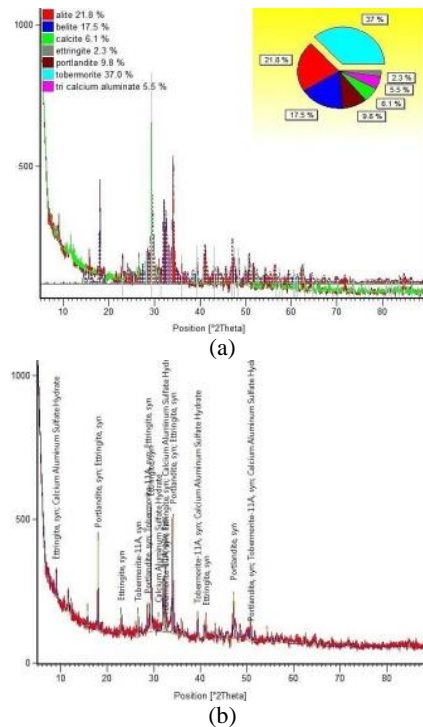 alite 21.8 %
belite 17.5 %
calcite 6.1 %
ettringite 2.3 %
portlandite 9.8 %
tobermorite 37.0 %
tri calcium aluminate 5.5 %
37 %
21.8 %
2.3 %
5.5 %
6.1 %
17.5 %
9.8 %
1000
500
10 20 30 40 50 60 70 80
Position [°2Theta]
(a)
1000
500
0
Ettringite, syn; Calcium Aluminum Sulfate Hydrate
Portlandite, syn; Ettringite, syn
Ettringite, syn
Tobermorite-11A, syn
Portlandite, syn; Tobermorite-11A, syn; Ettringite, syn
Calcium Aluminum Sulfate Hydrate
Portlandite, syn; Ettringite, syn
Tobermorite-11A, syn; Calcium Aluminum Sulfate Hydrate
Ettringite, syn
Portlandite, syn
Portlandite, syn; Tobermorite-11A, syn; Calcium Aluminum Sulfate Hydr
10 20 30 40 50 60 70 80
Position [°2Theta]
(b)